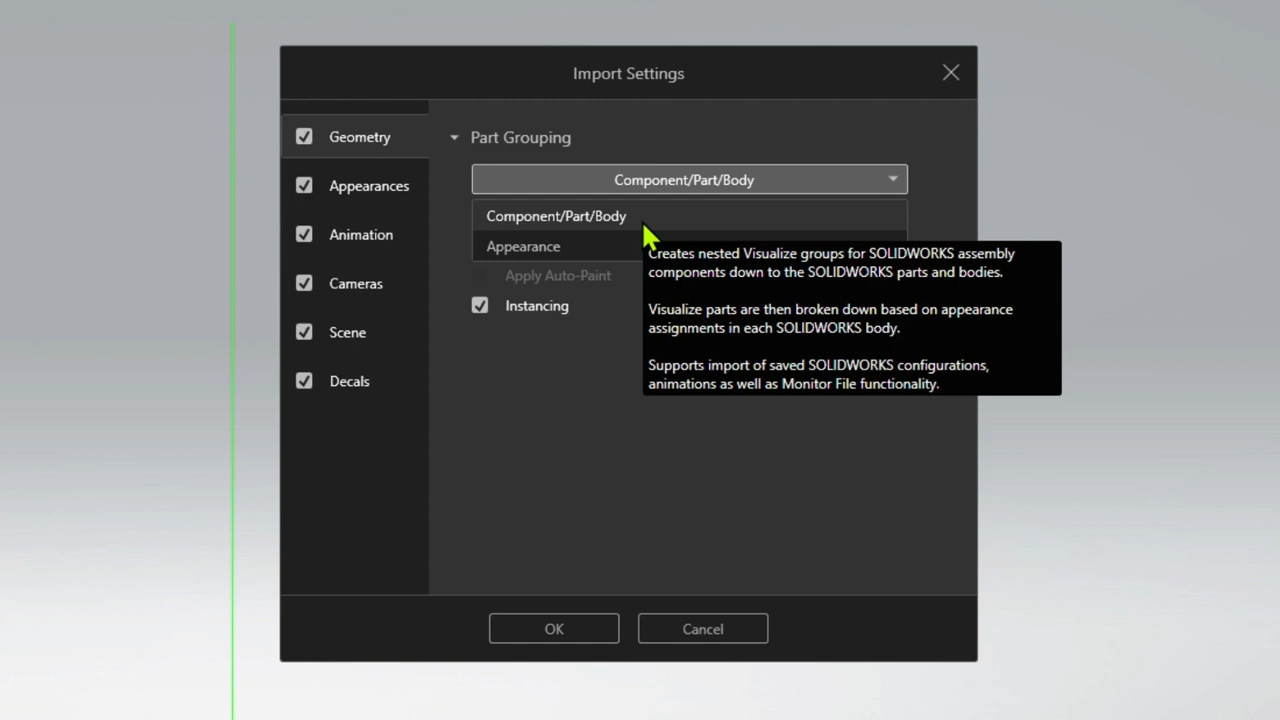 Import Settings
Geometry
Appearances
Animation
Cameras
Scene
Decals
Part Grouping
Component/Part/Body
Component/Part/Body
Appearance
Apply Auto-Paint
Instancing
Creates nested Visualize groups for SOLIDWORKS assembly
components down to the SOLIDWORKS parts and bodies.
Visualize parts are then broken down based on appearance
assignments in each SOLIDWORKS body.
Supports import of saved SOLIDWORKS configurations,
animations as well as Monitor File functionality.
OK
Cancel